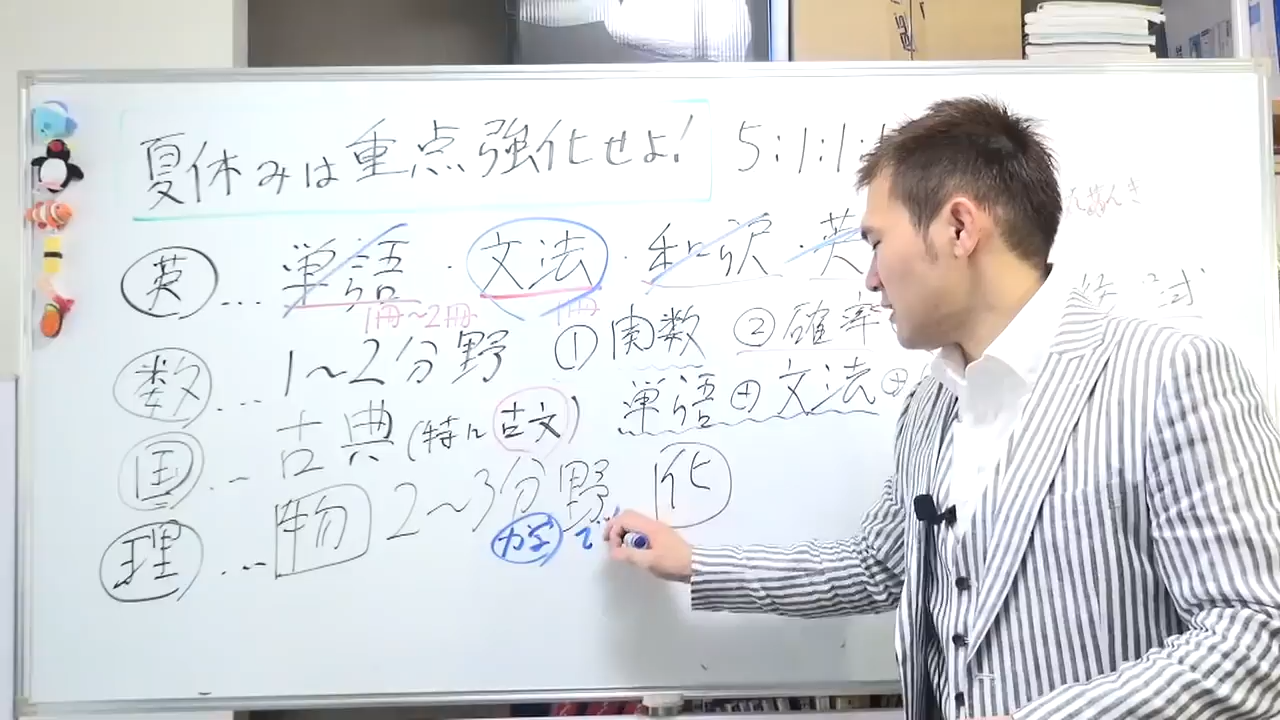 夏休みは重点強化せよ! 5:1:1:
英… 単語・文法・和訳・英
1冊〜2冊 1冊
数… 1〜2分野 ①関数 ②確率
国… 古典(特に古文) 単語⊕文法⊕
理… 物 2〜3分野 化
力学 で